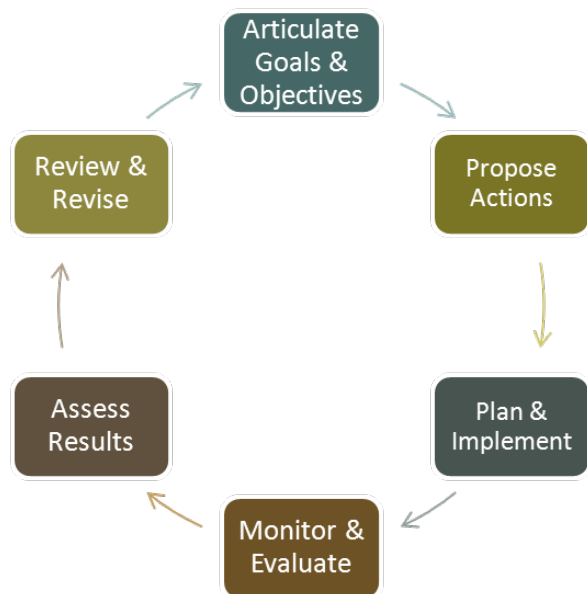 Articulate
Goals &
Objectives
Propose
Actions
Plan &
Implement
Monitor &
Evaluate
Assess
Results
Review &
Revise